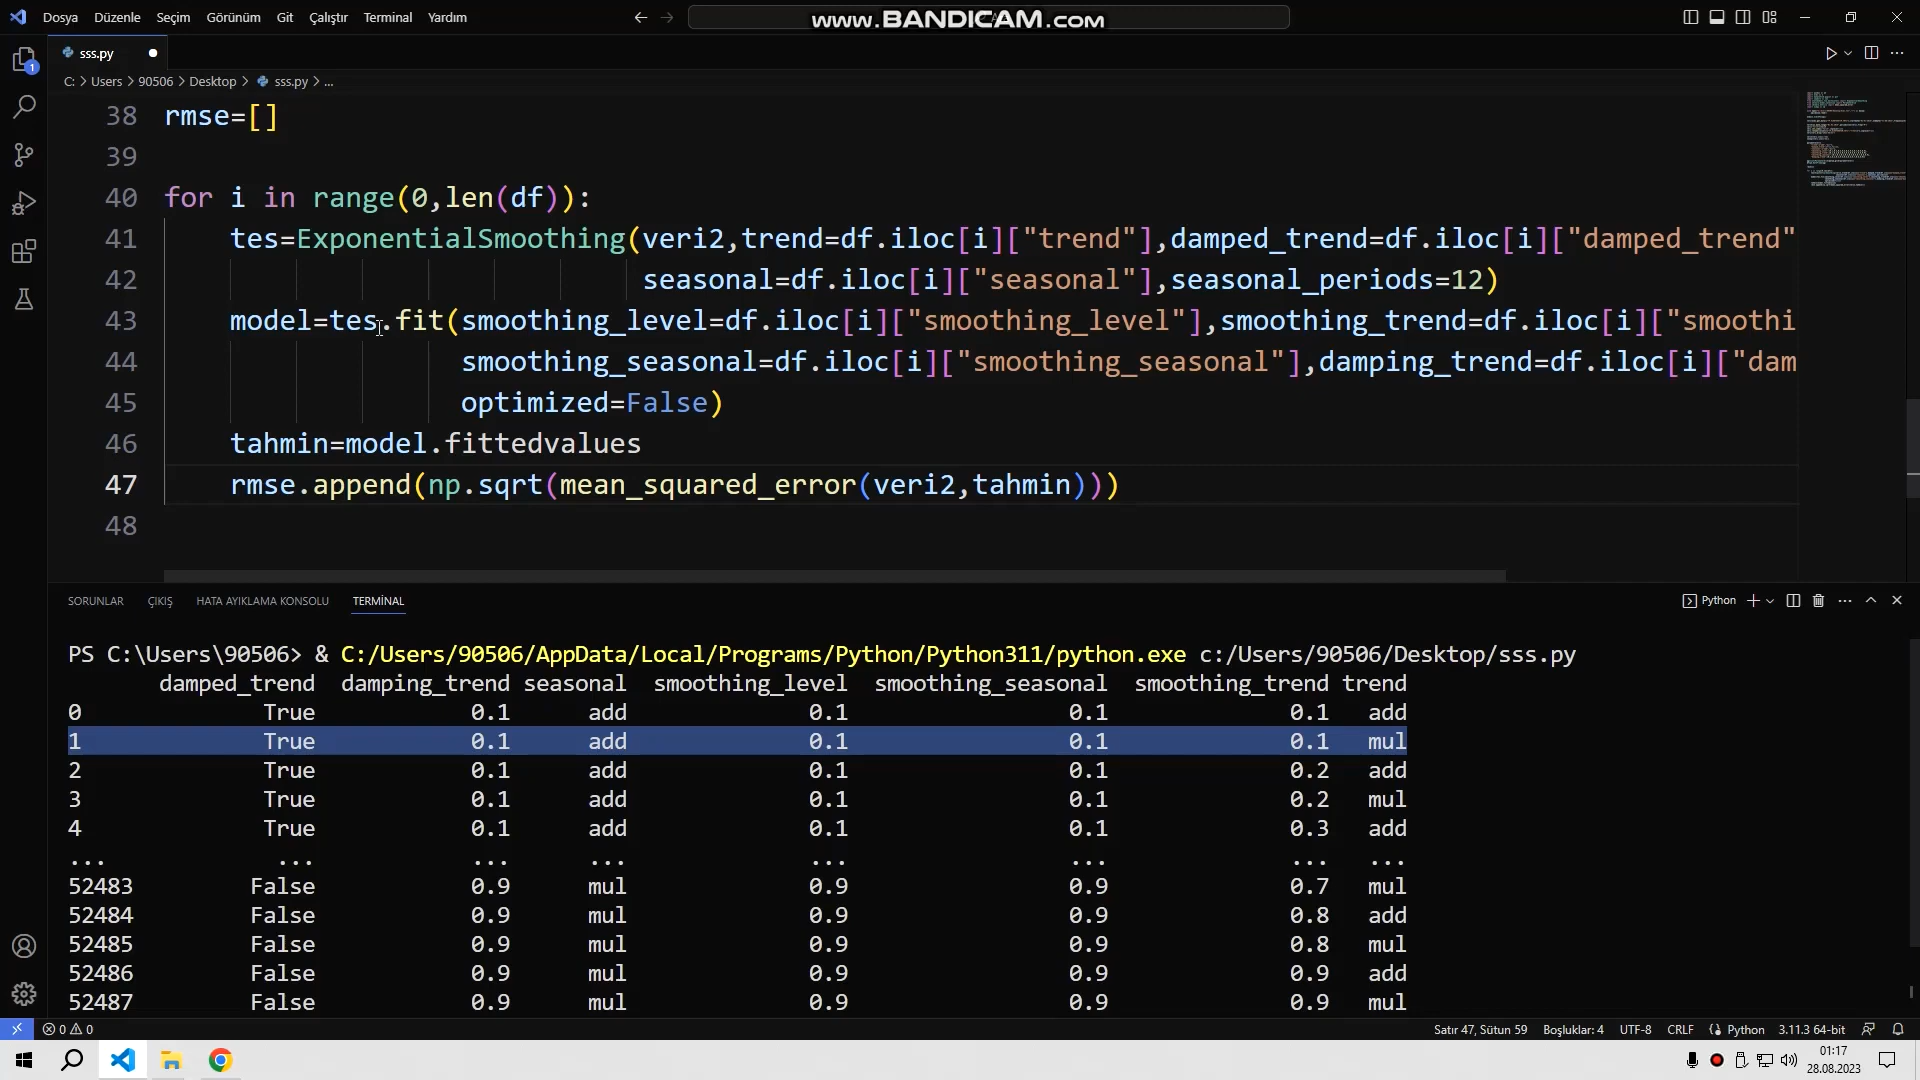 Dosya Düzenle Seçim Görünüm Git Çalıştır Terminal Yardım
www.BANDICAM.com
sss.py
C: > Users > 90506 > Desktop > sss.py > ...
38 rmse=[]
39
40 for i in range(0,len(df)):
41 tes=ExponentialSmoothing(veri2,trend=df.iloc[i]["trend"],damped_trend=df.iloc[i]["damped_trend"
42 seasonal=df.iloc[i]["seasonal"],seasonal_periods=12)
43 model=tes.fit(smoothing_level=df.iloc[i]["smoothing_level"],smoothing_trend=df.iloc[i]["smoothi
44 smoothing_seasonal=df.iloc[i]["smoothing_seasonal"],damping_trend=df.iloc[i]["dam
45 optimized=False)
46 tahmin=model.fittedvalues
47 rmse.append(np.sqrt(mean_squared_error(veri2,tahmin)))
48
SORUNLAR ÇIKIŞ HATA AYIKLAMA KONSOLU TERMİNAL
Python
PS C:\Users\90506> & C:/Users/90506/AppData/Local/Programs/Python/Python311/python.exe c:/Users/90506/Desktop/sss.py
damped_trend damping_trend seasonal smoothing_level smoothing_seasonal smoothing_trend trend
0 True 0.1 add 0.1 0.1 0.1 add
1 True 0.1 add 0.1 0.1 0.1 mul
2 True 0.1 add 0.1 0.1 0.2 add
3 True 0.1 add 0.1 0.1 0.2 mul
4 True 0.1 add 0.1 0.1 0.3 add
... ... ... ... ... ... ... ...
52483 False 0.9 mul 0.9 0.9 0.7 mul
52484 False 0.9 mul 0.9 0.9 0.8 add
52485 False 0.9 mul 0.9 0.9 0.8 mul
52486 False 0.9 mul 0.9 0.9 0.9 add
52487 False 0.9 mul 0.9 0.9 0.9 mul
0 0 Satır 47, Sütun 59 Boşluklar: 4 UTF-8 CRLF Python 3.11.3 64-bit
01:17
28.08.2023